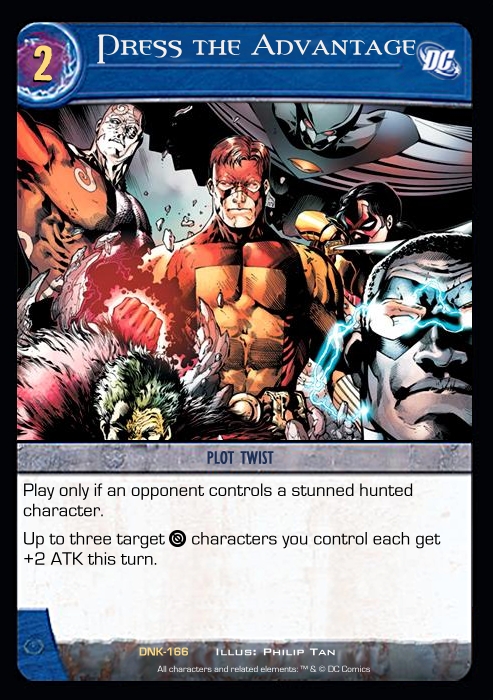 2
Press the Advantage
DC
PLOT TWIST
Play only if an opponent controls a stunned hunted
character.
Up to three target characters you control each get
+2 ATK this turn.
DNK-166 Illus: Philip Tan
All characters and related elements: ™ & © DC Comics